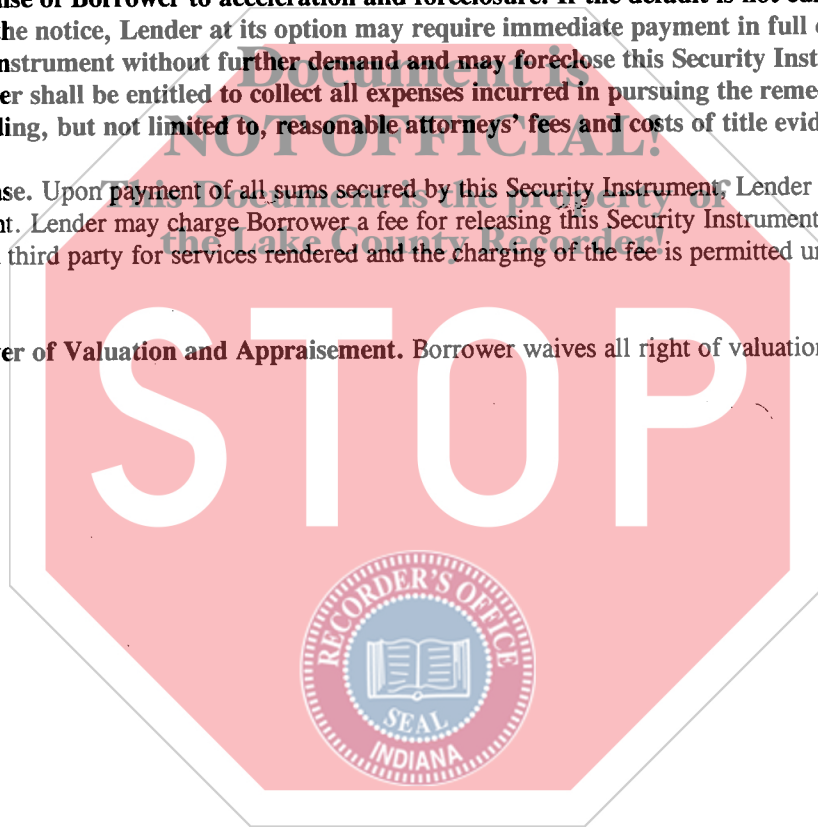 use of Borrower to acceleration and foreclosure. If the default is not cur
the notice, Lender at its option may require immediate payment in full o
nstrument without further demand and may foreclose this Security Inst
er shall be entitled to collect all expenses incurred in pursuing the reme
ding, but not limited to, reasonable attorneys' fees and costs of title evid
Document is
NOT OFFICIAL!
This Document is the property of
the Lake County Recorder!
ase. Upon payment of all sums secured by this Security Instrument, Lender
nt. Lender may charge Borrower a fee for releasing this Security Instrument
third party for services rendered and the charging of the fee is permitted un
er of Valuation and Appraisement. Borrower waives all right of valuation
STOP
RECORDER'S OFFICE
SEAL
INDIANA